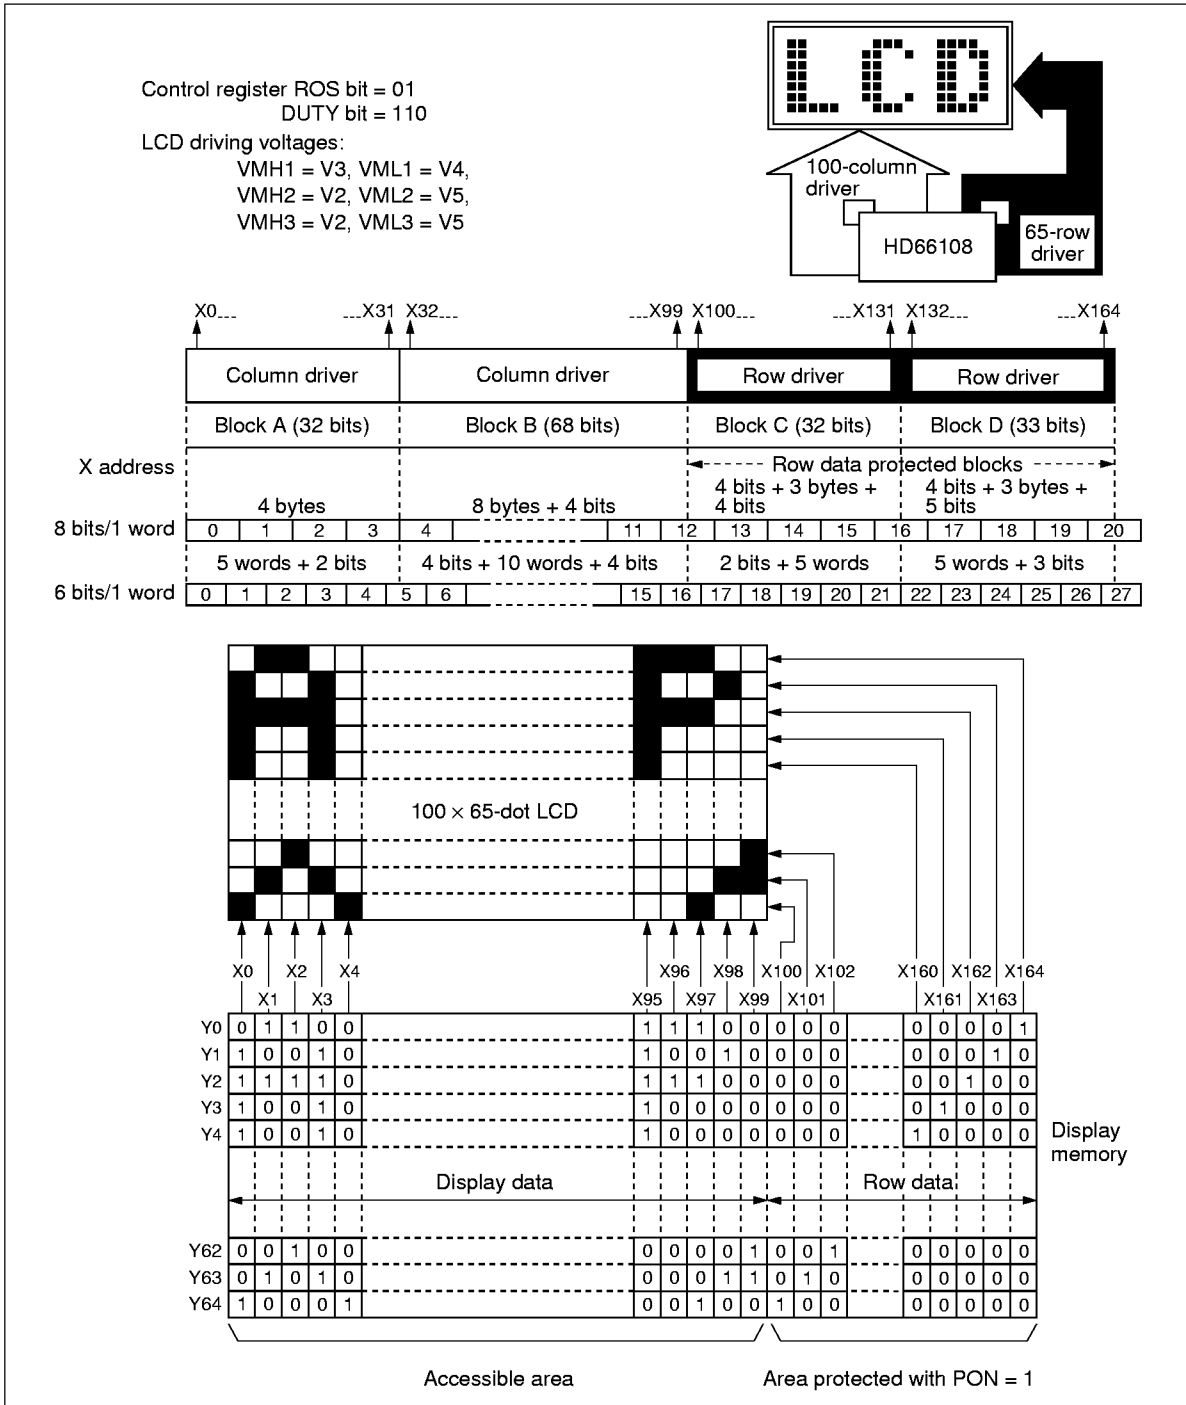 Control register ROS bit = 01
DUTY bit = 110
LCD driving voltages:
VMH1 = V3, VML1 = V4,
VMH2 = V2, VML2 = V5,
VMH3 = V2, VML3 = V5
LCD
100-column
driver
HD66108
65-row
driver
X0--- ---X31 X32--- ---X99 X100--- ---X131 X132--- ---X164
Column driver Column driver Row driver Row driver
Block A (32 bits) Block B (68 bits) Block C (32 bits) Block D (33 bits)
X address
Row data protected blocks
4 bytes 8 bytes + 4 bits 4 bits + 3 bytes + 4 bits 4 bits + 3 bytes + 5 bits
8 bits/1 word 0 1 2 3 4 11 12 13 14 15 16 17 18 19 20
5 words + 2 bits 4 bits + 10 words + 4 bits 2 bits + 5 words 5 words + 3 bits
6 bits/1 word 0 1 2 3 4 5 6 15 16 17 18 19 20 21 22 23 24 25 26 27
100 × 65-dot LCD
X0 X2 X4 X96 X98 X100 X102 X160 X162 X164
X1 X3 X95 X97 X99 X101 X161 X163
Y0 0 1 1 0 0 1 1 1 0 0 0 0 0 0 0 0 0 1
Y1 1 0 0 1 0 1 0 0 1 0 0 0 0 0 0 0 1 0
Y2 1 1 1 1 0 1 1 1 0 0 0 0 0 0 0 1 0 0
Y3 1 0 0 1 0 1 0 0 0 0 0 0 0 0 1 0 0 0
Y4 1 0 0 1 0 1 0 0 0 0 0 0 0 1 0 0 0 0
Display
memory
Display data Row data
Y62 0 0 1 0 0 0 0 0 0 1 0 0 1 0 0 0 0 0
Y63 0 1 0 1 0 0 0 0 1 1 0 1 0 0 0 0 0 0
Y64 1 0 0 0 1 0 0 1 0 0 1 0 0 0 0 0 0 0
Accessible area Area protected with PON = 1